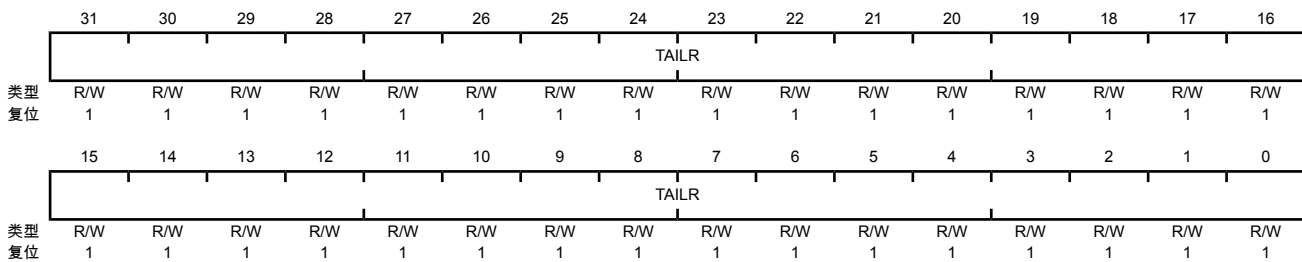 31 30 29 28 27 26 25 24 23 22 21 20 19 18 17 16
TAILR
类型 R/W R/W R/W R/W R/W R/W R/W R/W R/W R/W R/W R/W R/W R/W R/W R/W
复位 1 1 1 1 1 1 1 1 1 1 1 1 1 1 1 1
15 14 13 12 11 10 9 8 7 6 5 4 3 2 1 0
TAILR
类型 R/W R/W R/W R/W R/W R/W R/W R/W R/W R/W R/W R/W R/W R/W R/W R/W
复位 1 1 1 1 1 1 1 1 1 1 1 1 1 1 1 1